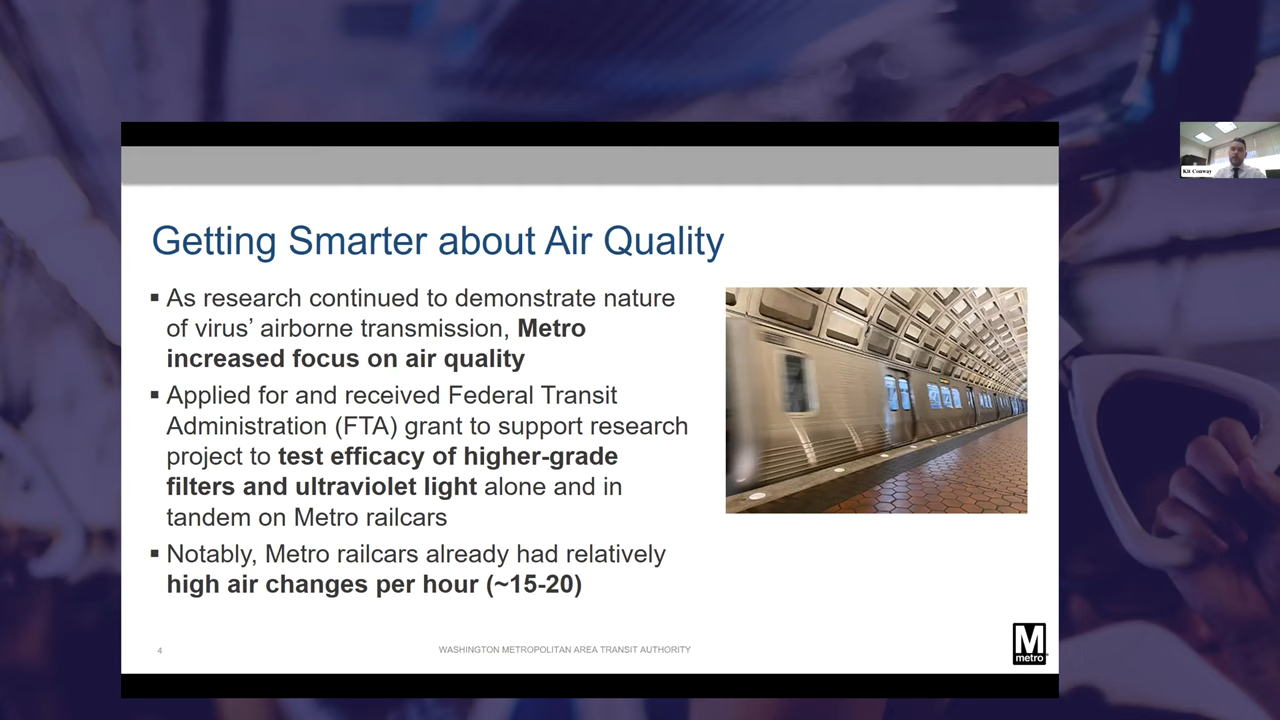 Getting Smarter about Air Quality
▪ As research continued to demonstrate nature
of virus’ airborne transmission, Metro
increased focus on air quality
▪ Applied for and received Federal Transit
Administration (FTA) grant to support research
project to test efficacy of higher-grade
filters and ultraviolet light alone and in
tandem on Metro railcars
▪ Notably, Metro railcars already had relatively
high air changes per hour (~15-20)
4
WASHINGTON METROPOLITAN AREA TRANSIT AUTHORITY
M
metro
Kit Conway